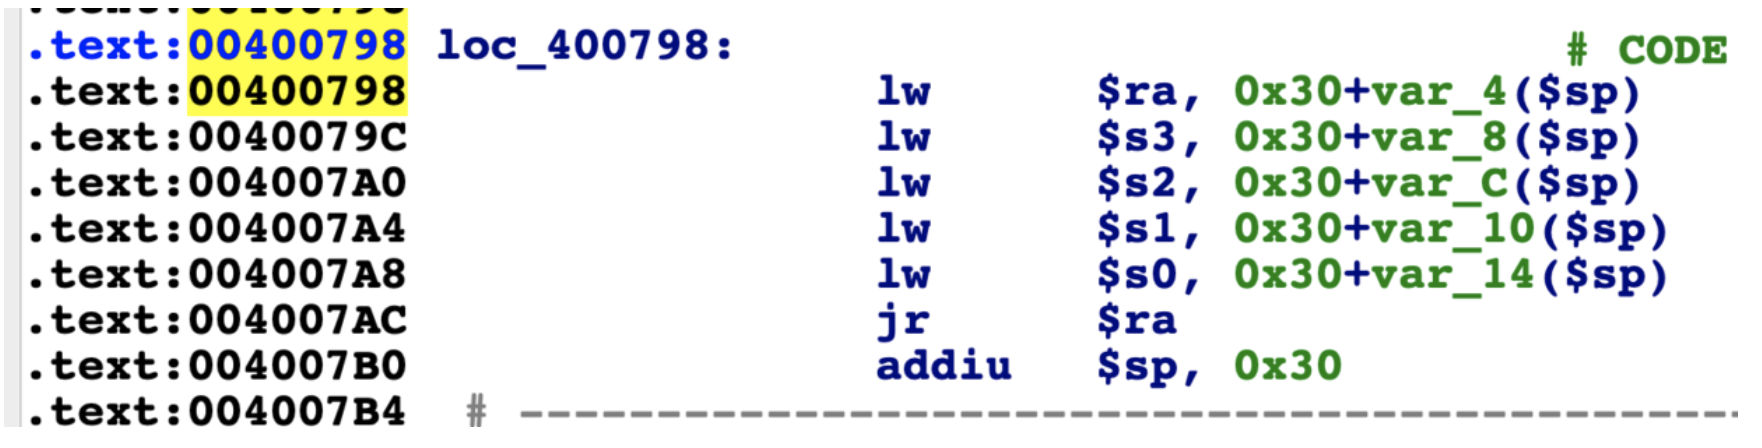 .text:00400798 loc_400798: # CODE
.text:00400798 lw $ra, 0x30+var_4($sp)
.text:0040079C lw $s3, 0x30+var_8($sp)
.text:004007A0 lw $s2, 0x30+var_C($sp)
.text:004007A4 lw $s1, 0x30+var_10($sp)
.text:004007A8 lw $s0, 0x30+var_14($sp)
.text:004007AC jr $ra
.text:004007B0 addiu $sp, 0x30
.text:004007B4 # ---------------------------------------------